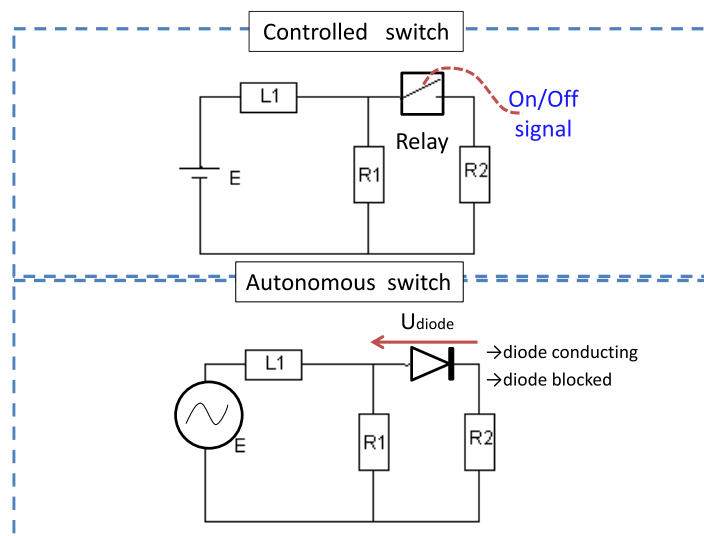 Controlled switch
L1
On/Off
signal
Relay
R1
R2
E
Autonomous switch
Udiode
→diode conducting
L1
→diode blocked
R1
R2
E